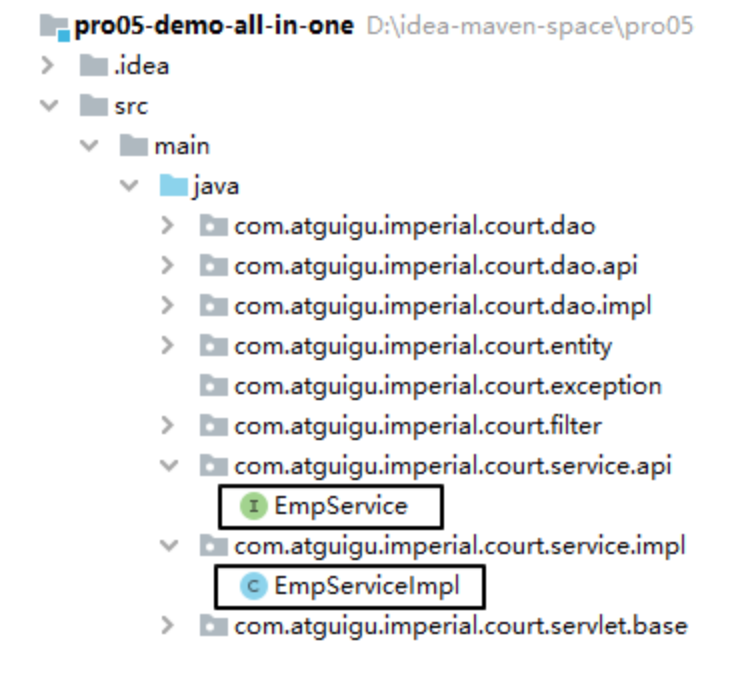 pro05-demo-all-in-one D:\idea-maven-space\pro05
.idea
src
main
java
com.atguigu.imperial.court.dao
com.atguigu.imperial.court.dao.api
com.atguigu.imperial.court.dao.impl
com.atguigu.imperial.court.entity
com.atguigu.imperial.court.exception
com.atguigu.imperial.court.filter
com.atguigu.imperial.court.service.api
I EmpService
com.atguigu.imperial.court.service.impl
C EmpServiceImpl
com.atguigu.imperial.court.servlet.base